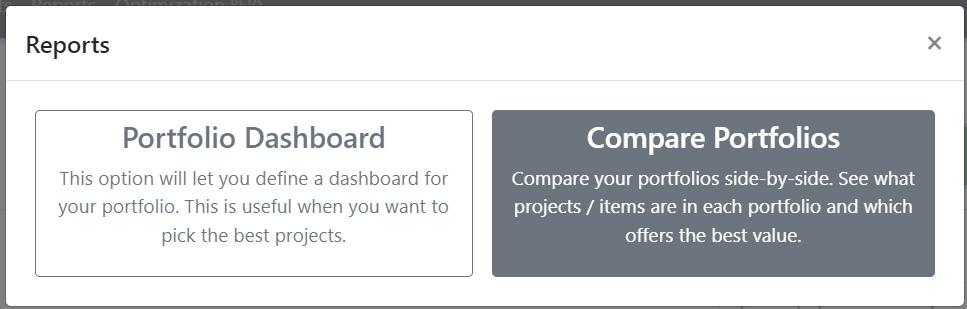 Reports Optimization BETA
Reports
×
Portfolio Dashboard
This option will let you define a dashboard for
your portfolio. This is useful when you want to
pick the best projects.
Compare Portfolios
Compare your portfolios side-by-side. See what
projects / items are in each portfolio and which
offers the best value.